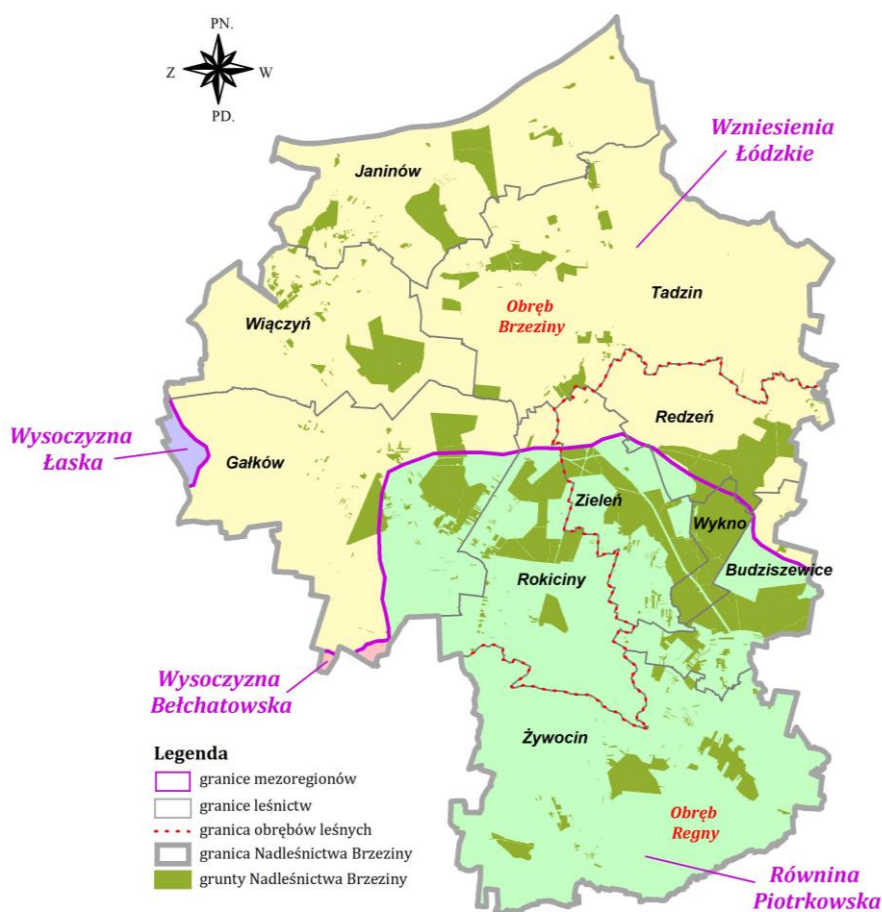 PN.
Z
W
PD.
Wzniesienia
Łódzkie
Janinów
Tadzin
Obręb
Brzeziny
Wiączyń
Redzeń
Wysoczyzna
Łaska
Gałków
Zieleń
Wykno
Budziszewice
Rokiciny
Wysoczyzna
Bełchatowska
Żywocin
Legenda
granice mezoregionów
granice leśnictw
granica obrębów leśnych
granica Nadleśnictwa Brzeziny
grunty Nadleśnictwa Brzeziny
Obręb
Regny
Równina
Piotrkowska